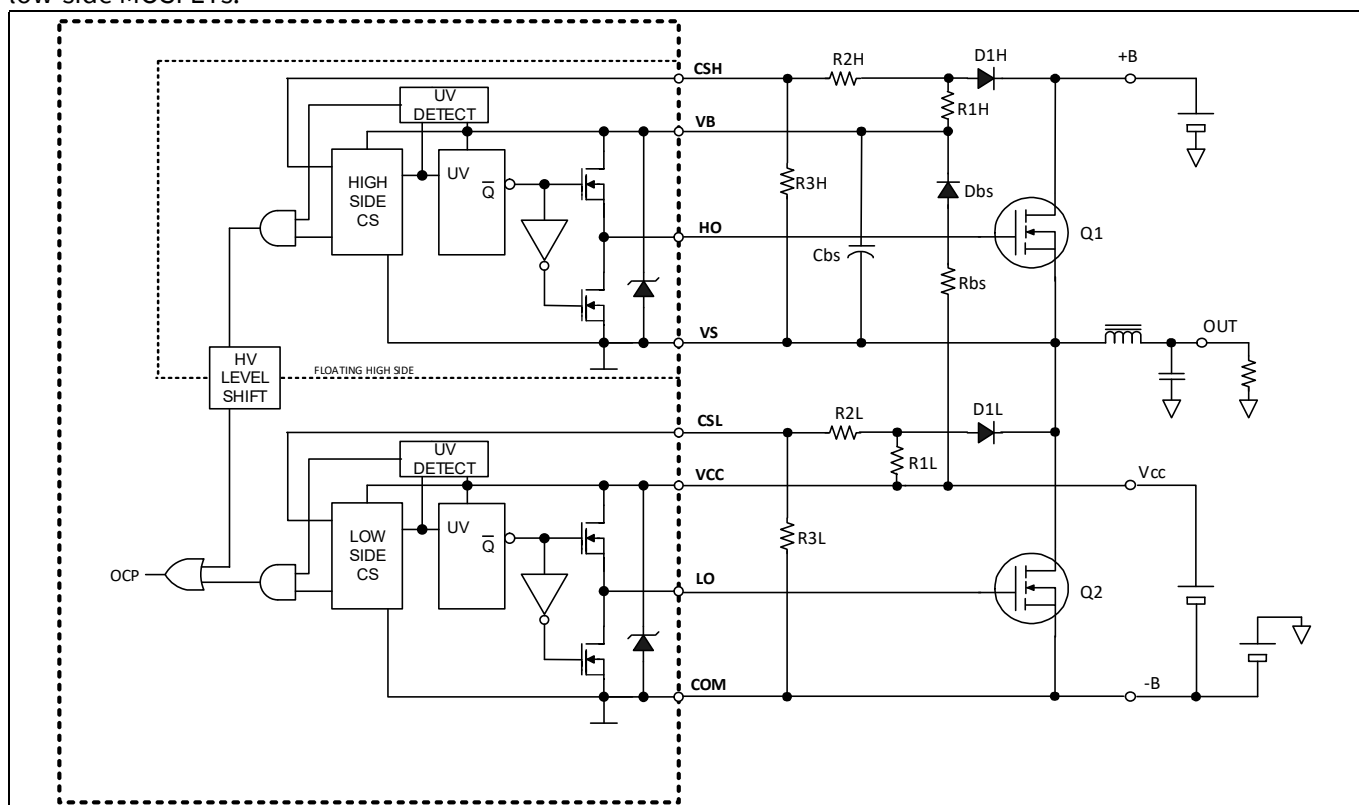 low-side MOSFETs.
CSH
R2H
D1H
+B
UV
DETECT
R1H
VB
HIGH
SIDE
CS
UV
Q
R3H
Dbs
HO
Q1
Cbs
Rbs
VS
OUT
HV
LEVEL
SHIFT
FLOATING HIGH SIDE
CSL
R2L
D1L
UV
DETECT
R1L
VCC
Vcc
LOW
SIDE
CS
UV
Q
R3L
OCP
LO
Q2
COM
-B